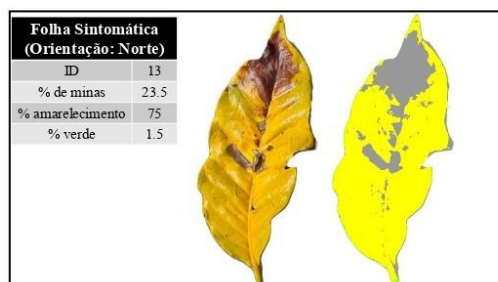 Folha Sintomática
(Orientação: Norte)
ID 13
% de minas 23.5
% amarelecimento 75
% verde 1.5